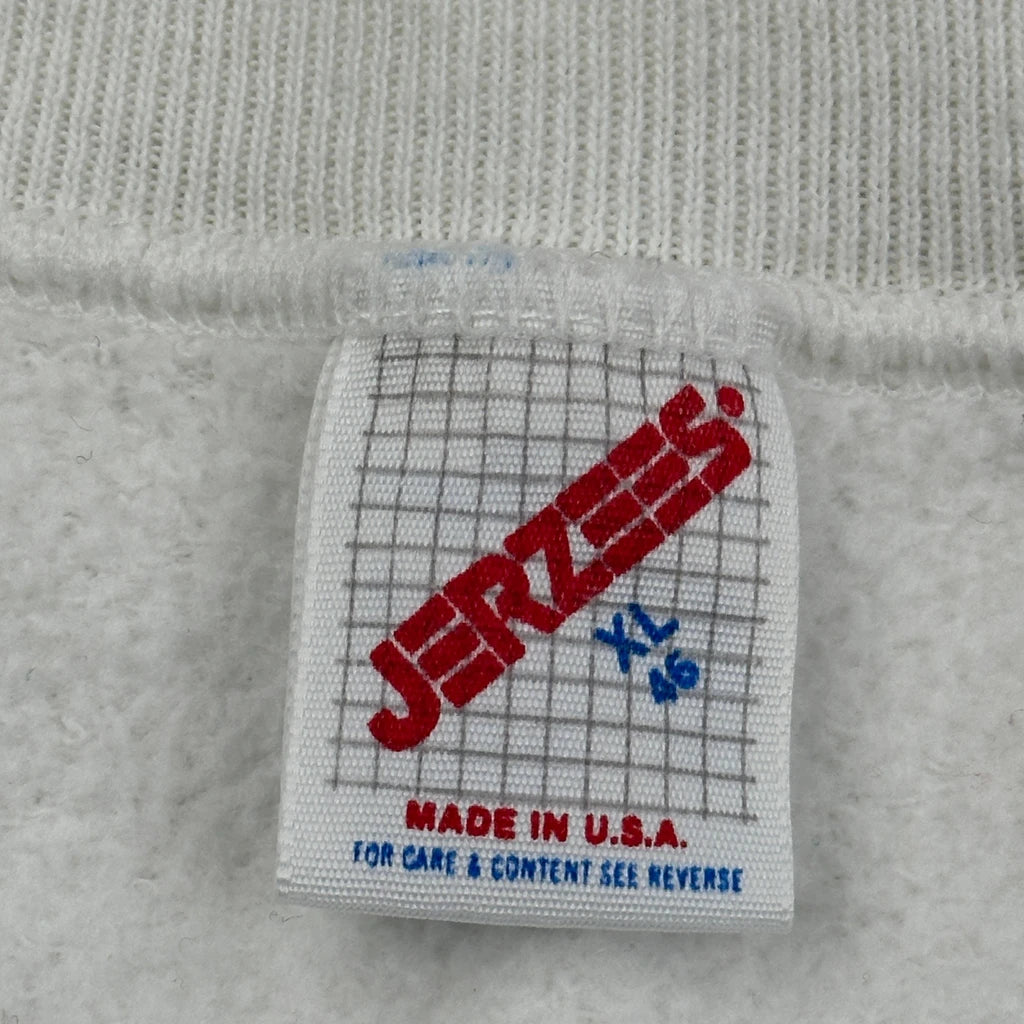 JERZEES.
XL
46
MADE IN U.S.A.
FOR CARE & CONTENT SEE REVERSE